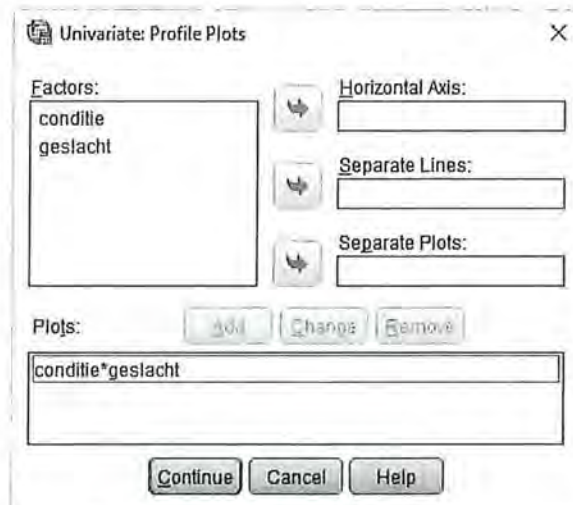 Univariate: Profile Plots
Factors:
conditie
geslacht
Horizontal Axis:
Separate Lines:
Separate Plots:
Plots:
Add Change Remove
conditie*geslacht
Continue Cancel Help